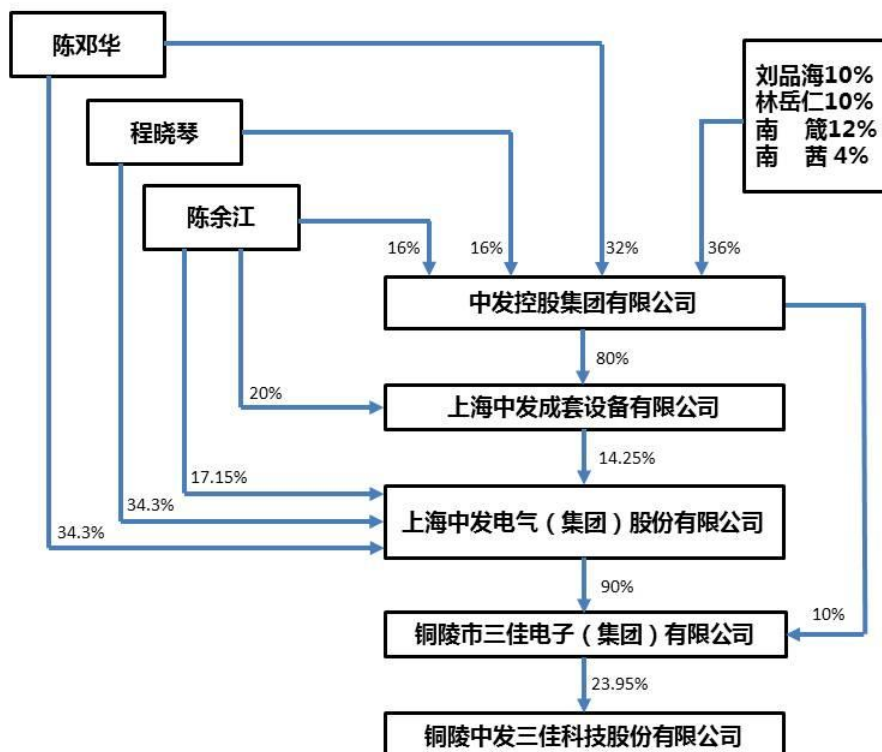 陈邓华
刘品海10%
林岳仁10%
南 箴12%
南 茜 4%
程晓琴
陈余江
16%
16%
32%
36%
中发控股集团有限公司
80%
20%
上海中发成套设备有限公司
14.25%
17.15%
34.3%
34.3%
上海中发电气（集团）股份有限公司
90%
10%
铜陵市三佳电子（集团）有限公司
23.95%
铜陵中发三佳科技股份有限公司